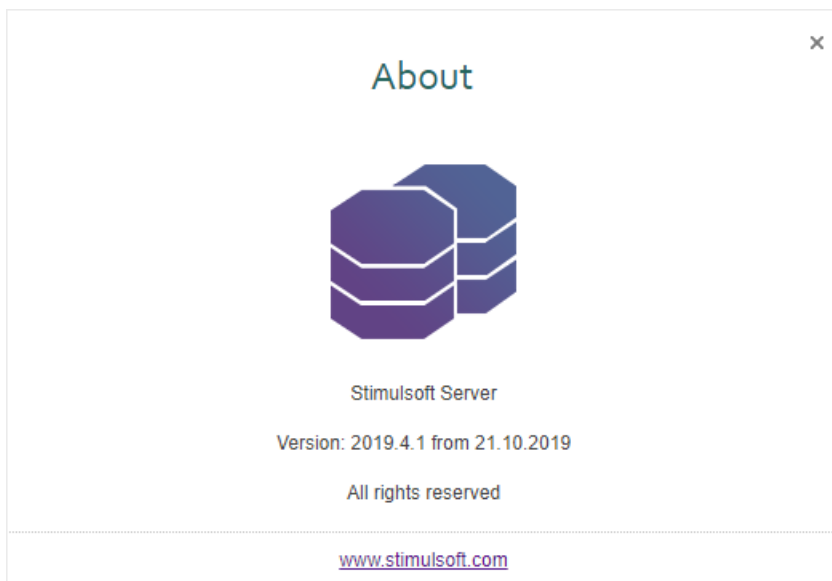 About
Stimulsoft Server
Version: 2019.4.1 from 21.10.2019
All rights reserved
www.stimulsoft.com